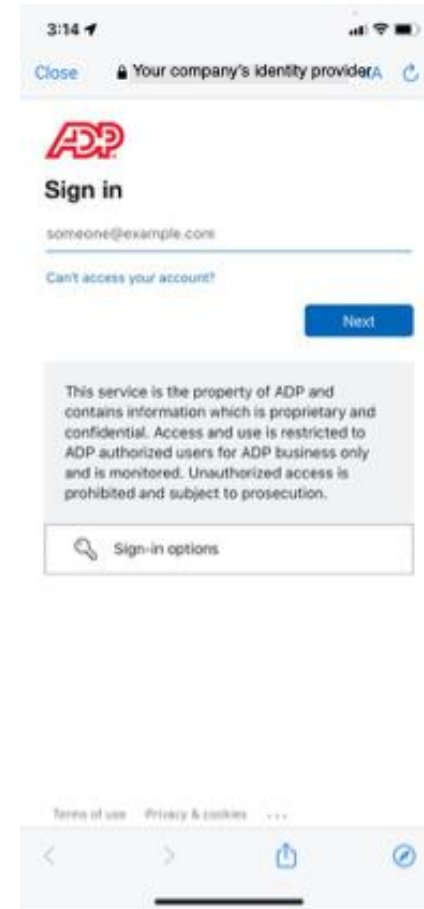 3:14
Close Your company's identity providerA
ADP
Sign in
someone@example.com
Can't access your account?
Next
This service is the property of ADP and
contains information which is proprietary and
confidential. Access and use is restricted to
ADP authorized users for ADP business only
and is monitored. Unauthorized access is
prohibited and subject to prosecution.
Sign-in options
Terms of use Privacy & cookies ...